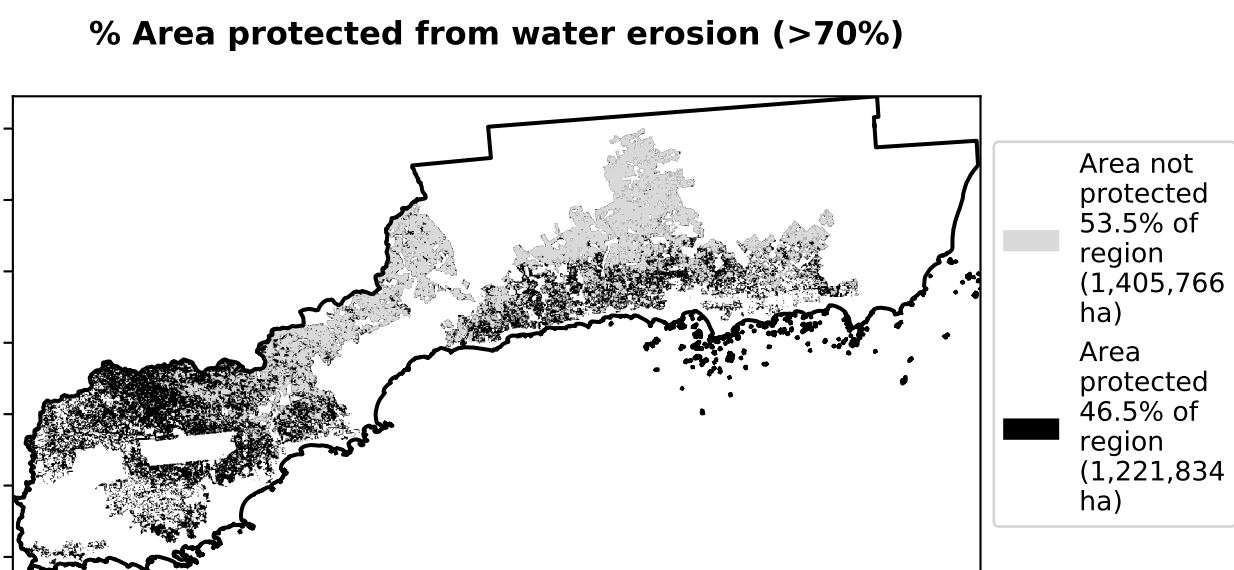 % Area protected from water erosion (>70%)
Area not
protected
53.5% of
region
(1,405,766
ha)
Area
protected
46.5% of
region
(1,221,834
ha)